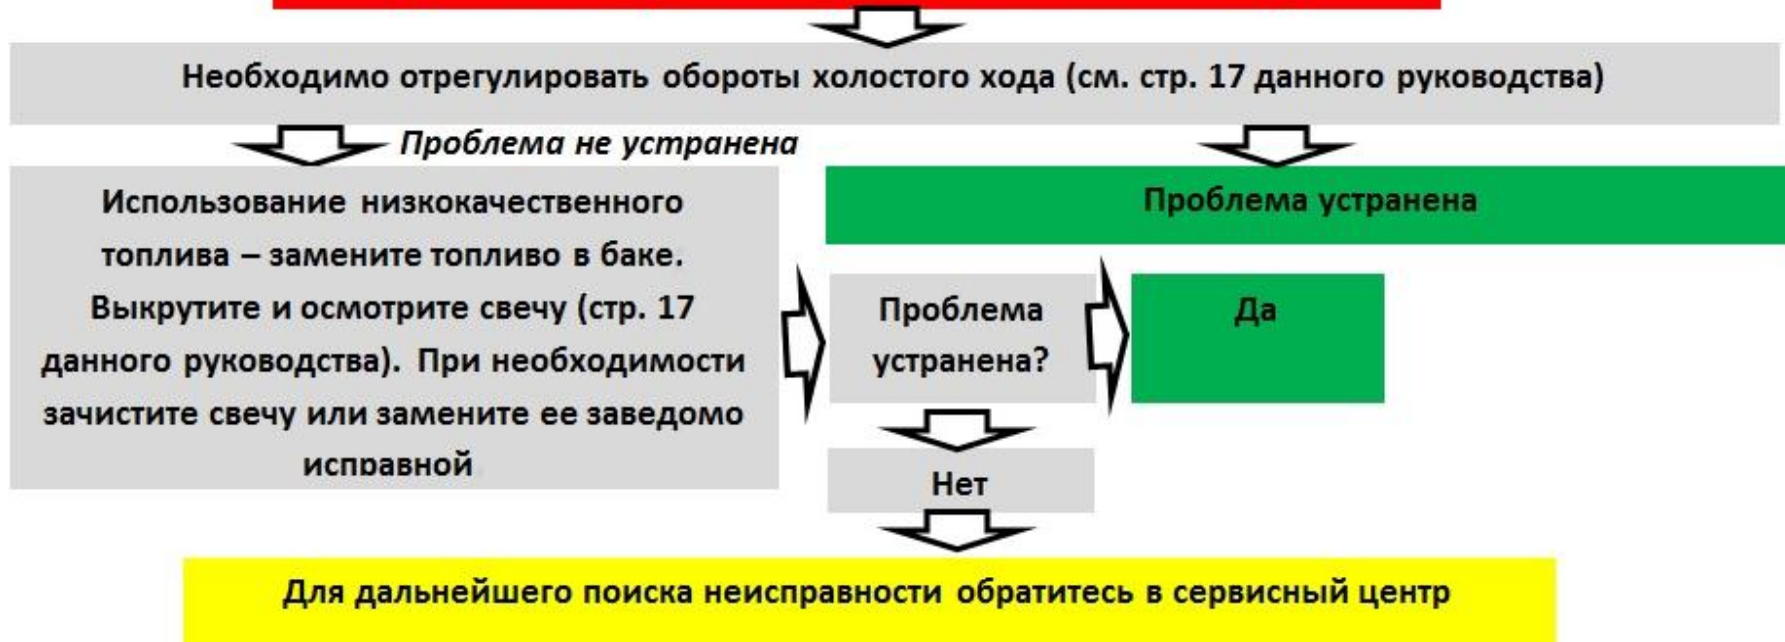 Необходимо отрегулировать обороты холостого хода (см. стр. 17 данного руководства)
Проблема не устранена
Использование низкокачественного
топлива – замените топливо в баке.
Выкрутите и осмотрите свечу (стр. 17
данного руководства). При необходимости
зачистите свечу или замените ее заведомо
исправной
Проблема устранена
Проблема
устранена?
Да
Нет
Для дальнейшего поиска неисправности обратитесь в сервисный центр